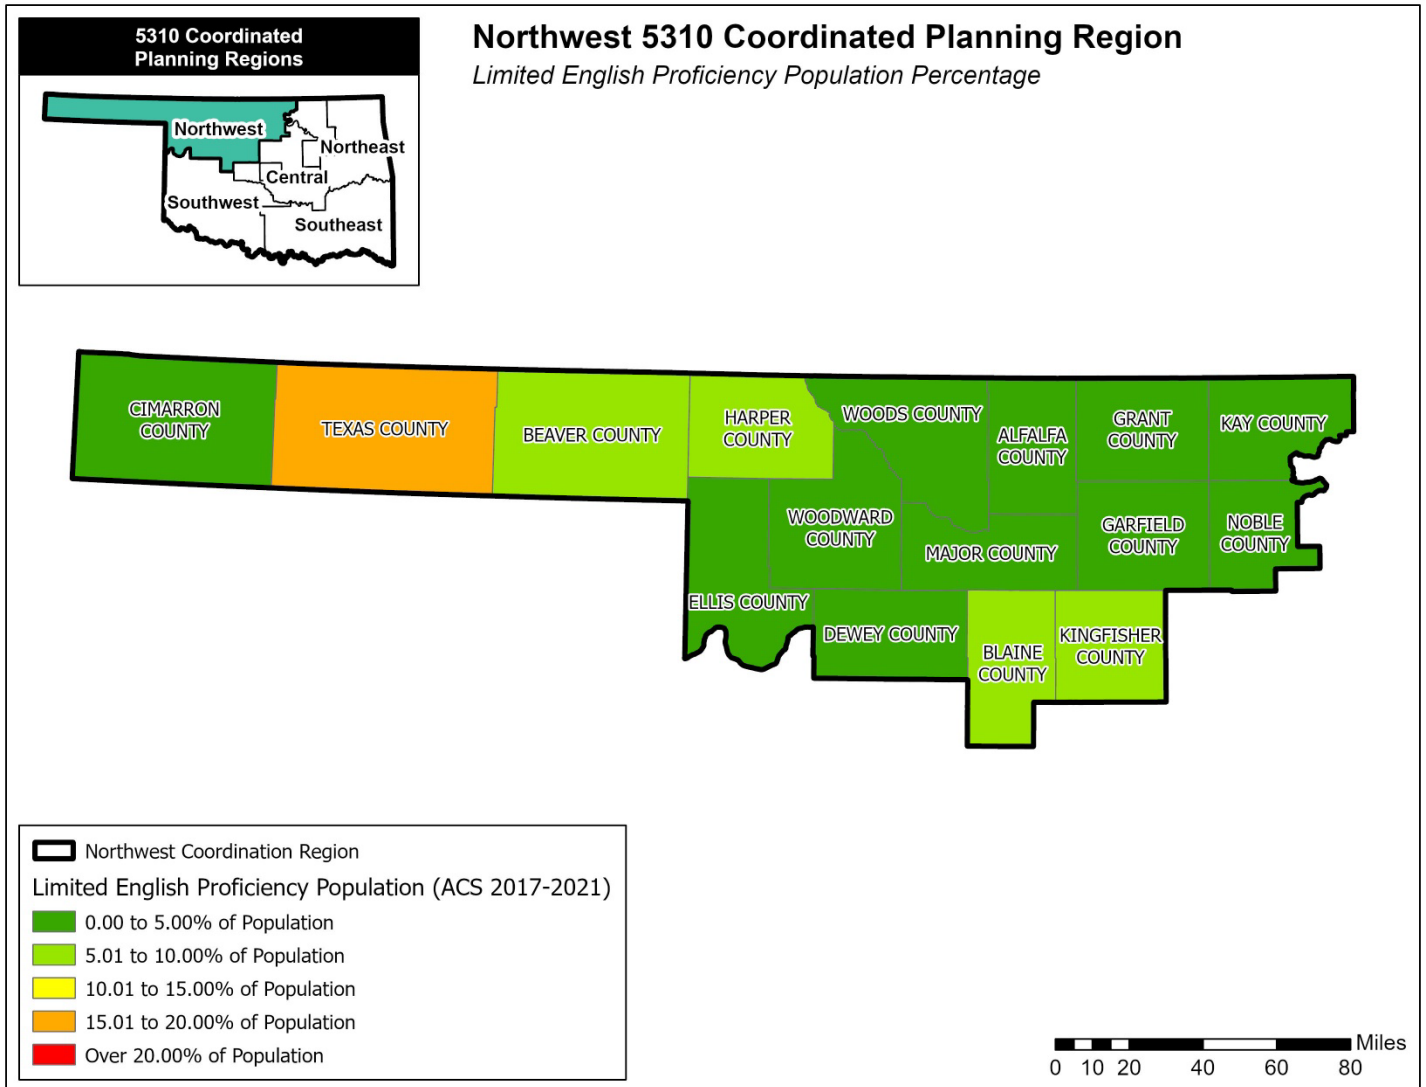 5310 Coordinated
Planning Regions
Northwest
Northeast
Central
Southwest
Southeast
Northwest 5310 Coordinated Planning Region
Limited English Proficiency Population Percentage
CIMARRON
COUNTY
TEXAS COUNTY
BEAVER COUNTY
HARPER
COUNTY
WOODS COUNTY
ALFALFA
COUNTY
GRANT
COUNTY
KAY COUNTY
WOODWARD
COUNTY
MAJOR COUNTY
GARFIELD
COUNTY
NOBLE
COUNTY
ELLIS COUNTY
DEWEY COUNTY
BLAINE
COUNTY
KINGFISHER
COUNTY
Northwest Coordination Region
Limited English Proficiency Population (ACS 2017-2021)
0.00 to 5.00% of Population
5.01 to 10.00% of Population
10.01 to 15.00% of Population
15.01 to 20.00% of Population
Over 20.00% of Population
Miles
0 10 20 40 60 80